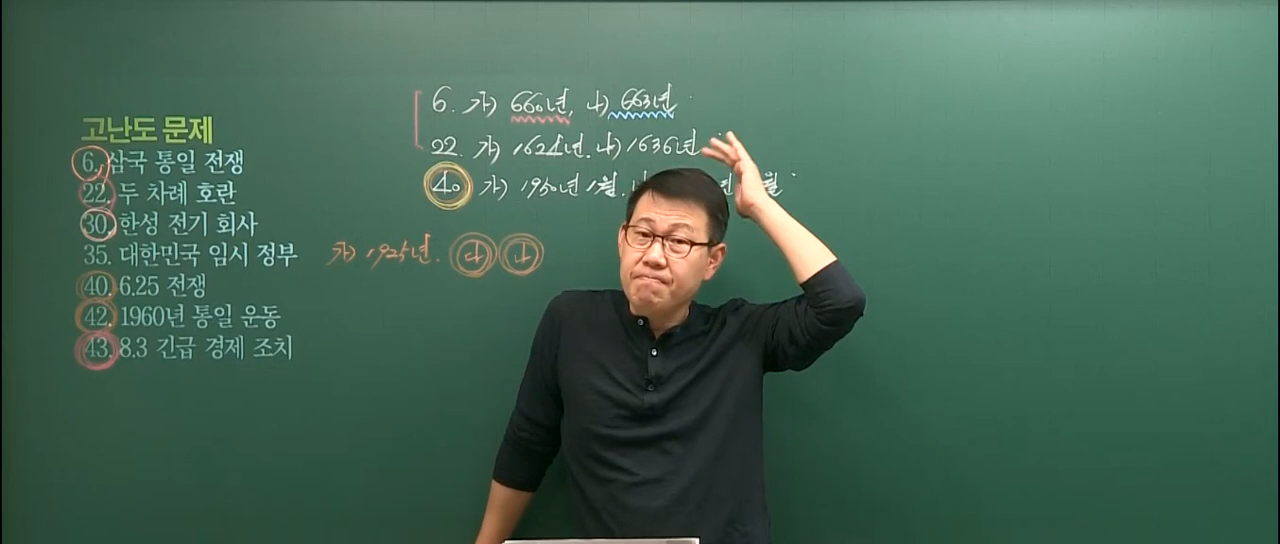 고난도 문제
6. 삼국 통일 전쟁
22. 두 차례 호란
30. 한성 전기 회사
35. 대한민국 임시 정부
40. 6.25 전쟁
42. 1960년 통일 운동
43. 8.3 긴급 경제 조치
6. 가) 660년, 나) 663년
22. 가) 1624년, 나) 1636년
40 가) 1950년 1월. 월
가) 1925년. 다 나